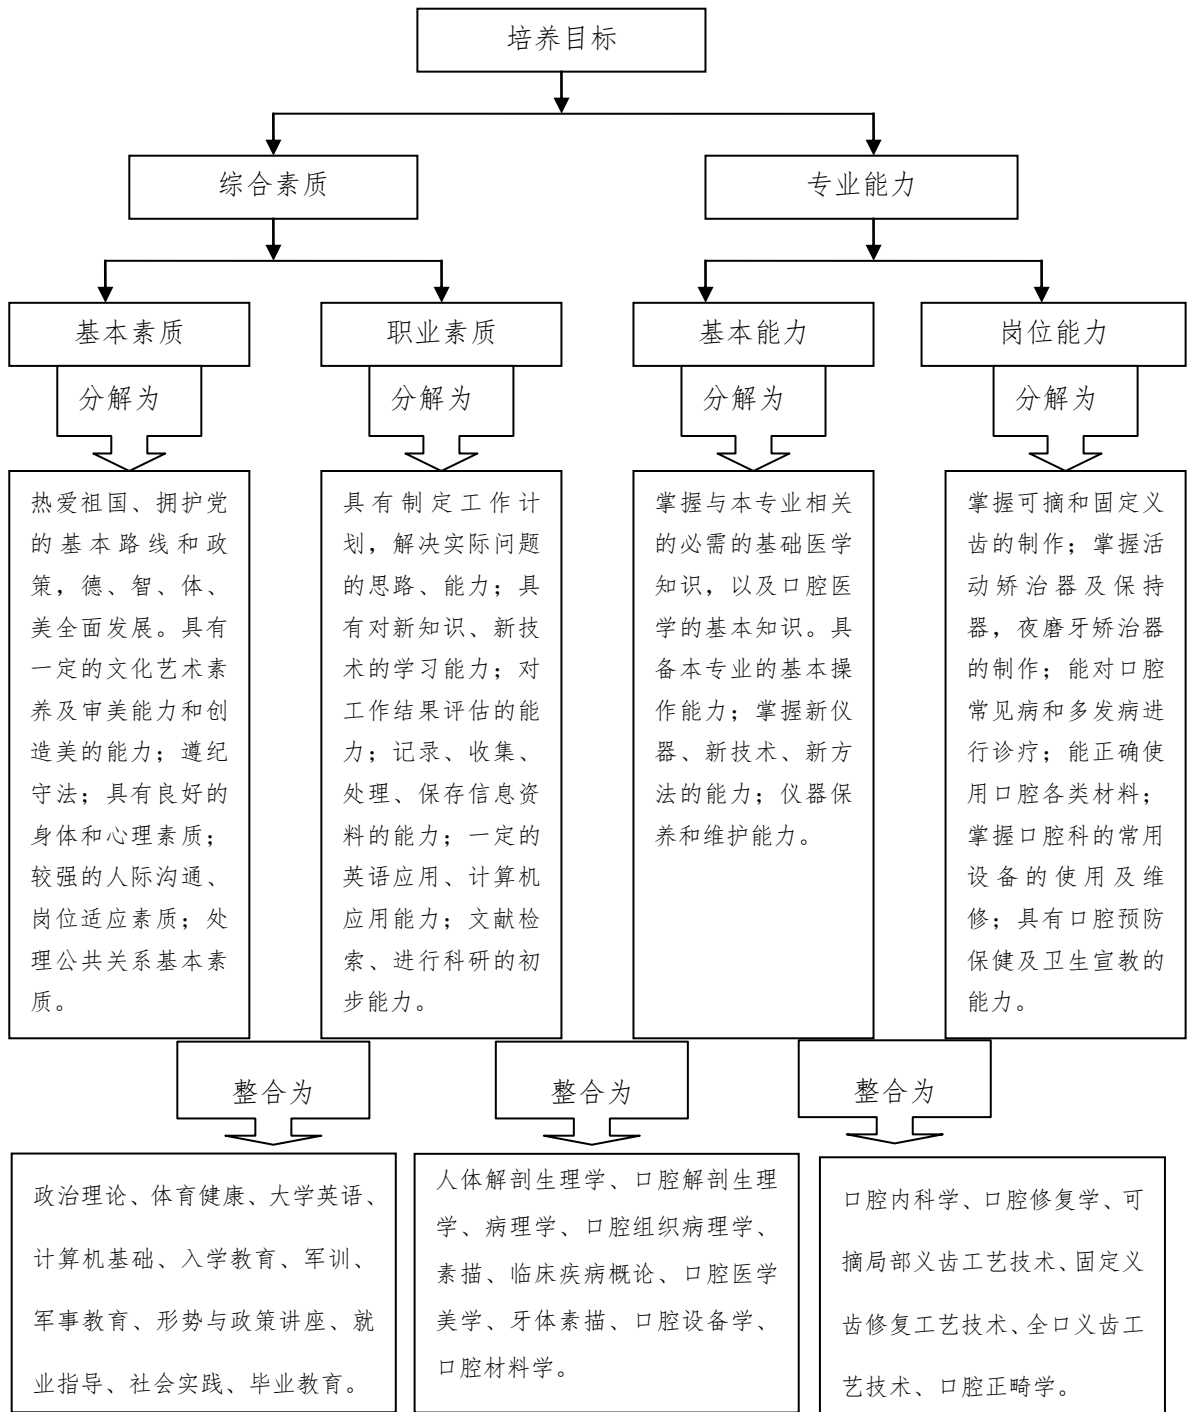 培养目标
综合素质
专业能力
基本素质
职业素质
基本能力
岗位能力
分解为
分解为
分解为
分解为
热爱祖国、拥护党
的基本路线和政
策，德、智、体、
美全面发展。具有
一定的文化艺术素
养及审美能力和创
造美的能力；遵纪
守法；具有良好的
身体和心理素质；
较强的人际沟通、
岗位适应素质；处
理公共关系基本素
质。
具有制定工作计
划，解决实际问题
的思路、能力；具
有对新知识、新技
术的学习能力；对
工作结果评估的能
力；记录、收集、
处理、保存信息资
料的能力；一定的
英语应用、计算机
应用能力；文献检
索、进行科研的初
步能力。
掌握与本专业相关
的必需的基础医学
知识，以及口腔医
学的基本知识。具
备本专业的基本操
作能力；掌握新仪
器、新技术、新方
法的能力；仪器保
养和维护能力。
掌握可摘和固定义
齿的制作；掌握活
动矫治器及保持
器，夜磨牙矫治器
的制作；能对口腔
常见病和多发病进
行诊疗；能正确使
用口腔各类材料；
掌握口腔科的常用
设备的使用及维
修；具有口腔预防
保健及卫生宣教的
能力。
整合为
整合为
整合为
政治理论、体育健康、大学英语、
计算机基础、入学教育、军训、
军事教育、形势与政策讲座、就
业指导、社会实践、毕业教育。
人体解剖生理学、口腔解剖生理
学、病理学、口腔组织病理学、
素描、临床疾病概论、口腔医学
美学、牙体素描、口腔设备学、
口腔材料学。
口腔内科学、口腔修复学、可
摘局部义齿工艺技术、固定义
齿修复工艺技术、全口义齿工
艺技术、口腔正畸学。